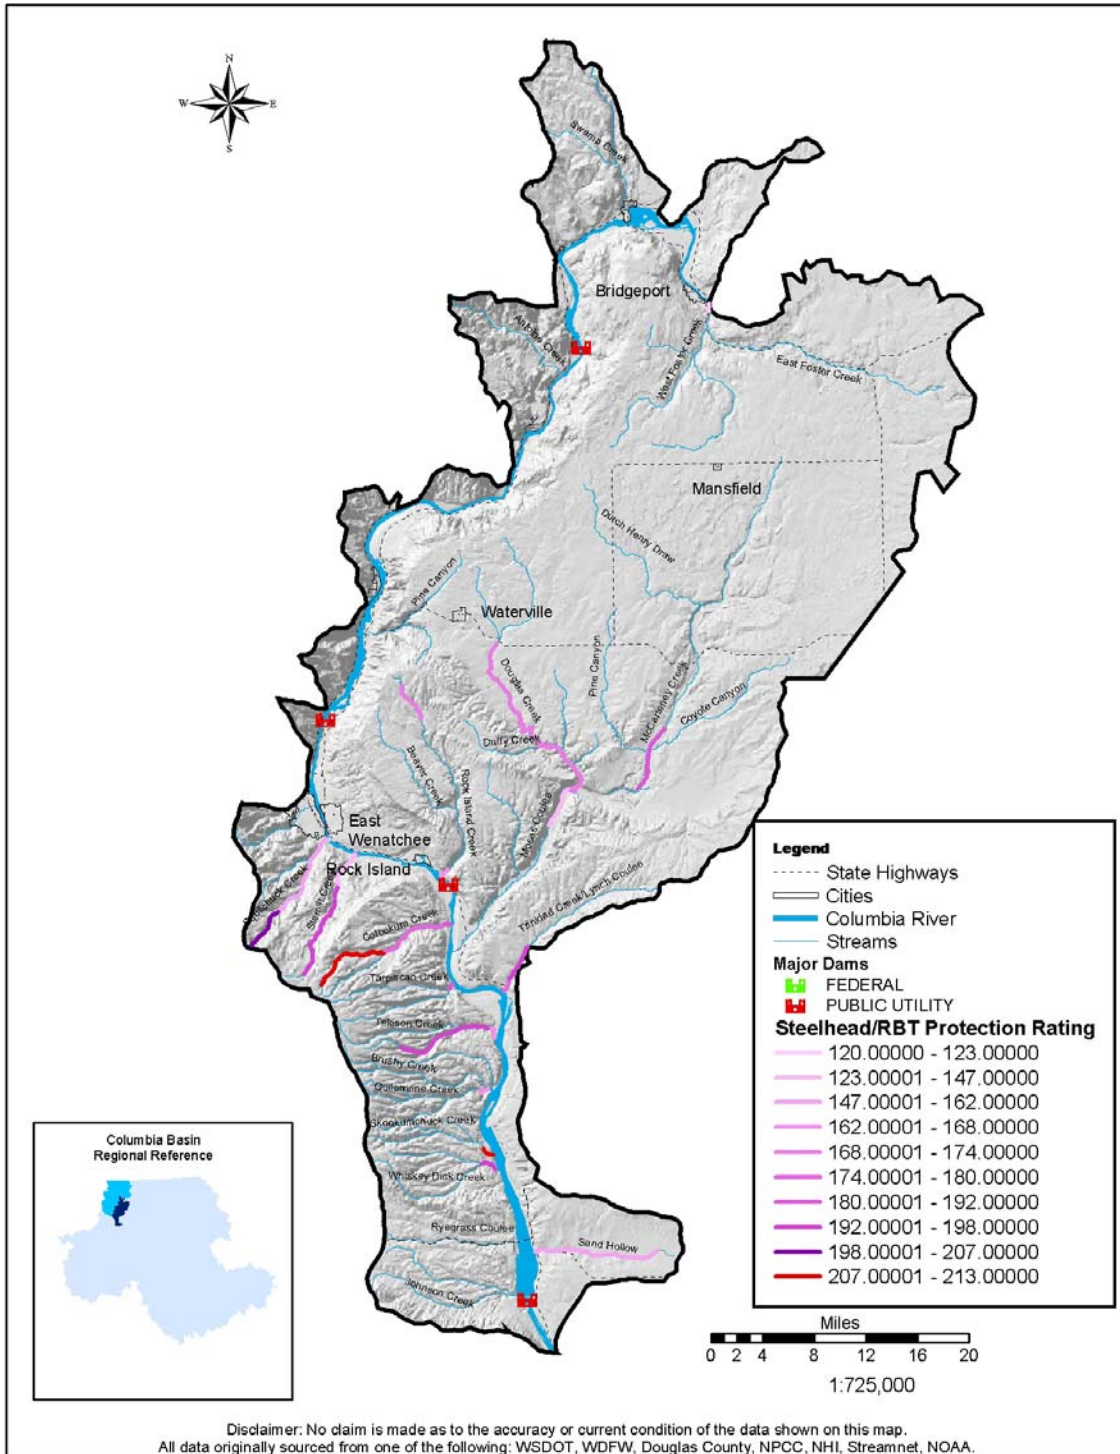 N
W E
S
Swamp Creek
Bridgeport
Antoine Creek
West Foster Creek
East Foster Creek
Mansfield
Dutch Henry Draw
Pine Canyon
Waterville
Pine Canyon
Douglas Creek
McCarteney Creek
Coyote Canyon
Duffy Creek
Beaver Creek
Rock Island Creek
Moses Coulee
East
Wenatchee
Rock Island
Trinidad Creek/Lynch Coulee
Colockum Creek
Tarpiscan Creek
Brushy Creek
Quilomene Creek
Skookumchuck Creek
Whiskey Dick Creek
Ryegrass Coulee
Sand Hollow
Johnson Creek
Legend
State Highways
Cities
Columbia River
Streams
Major Dams
FEDERAL
PUBLIC UTILITY
Steelhead/RBT Protection Rating
120.00000 - 123.00000
123.00001 - 147.00000
147.00001 - 162.00000
162.00001 - 168.00000
168.00001 - 174.00000
174.00001 - 180.00000
180.00001 - 192.00000
192.00001 - 198.00000
198.00001 - 207.00000
207.00001 - 213.00000
Columbia Basin
Regional Reference
Miles
0 2 4 8 12 16 20
1:725,000
Disclaimer: No claim is made as to the accuracy or current condition of the data shown on this map.
All data originally sourced from one of the following: WSDOT, WDFW, Douglas County, NPCC, NHI, Streamnet, NOAA.